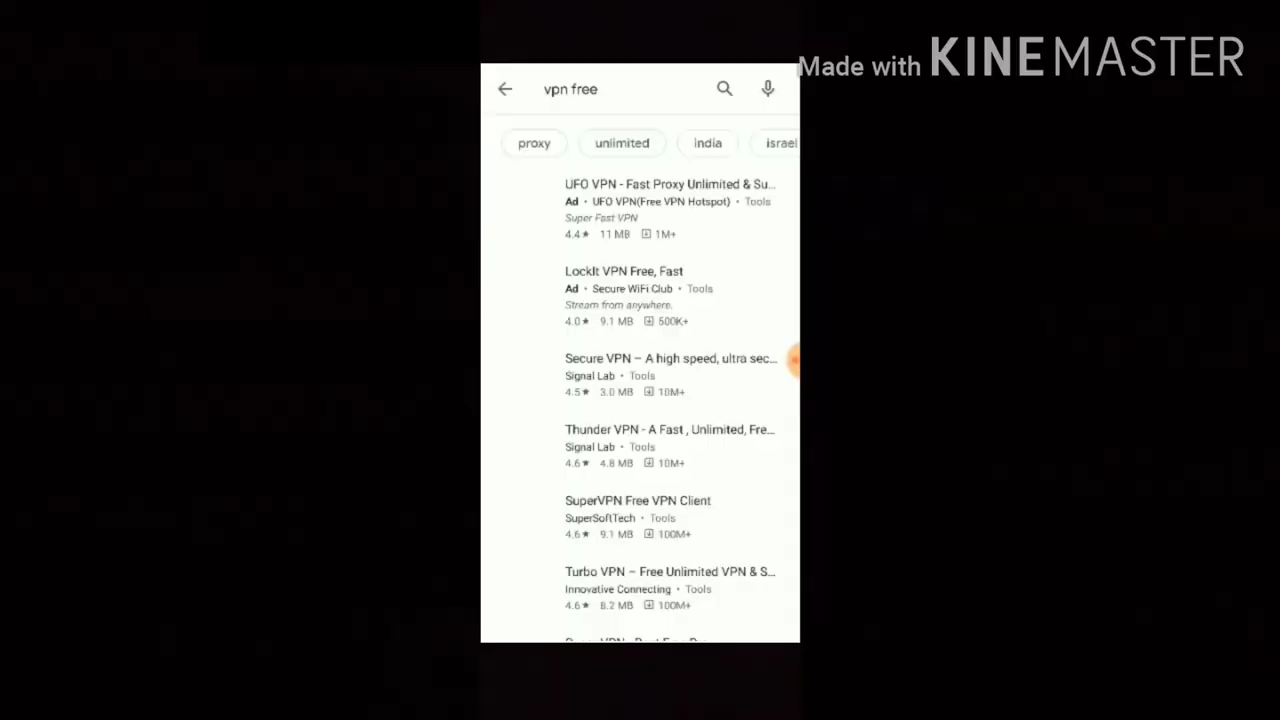 Made with KINEMASTER
vpn free
proxy unlimited india israel
UFO VPN - Fast Proxy Unlimited & Su...
Ad • UFO VPN(Free VPN Hotspot) • Tools
Super Fast VPN
4.4★ 11 MB 1M+
LockIt VPN Free, Fast
Ad • Secure WiFi Club • Tools
Stream from anywhere.
4.0★ 9.1 MB 500K+
Secure VPN – A high speed, ultra sec...
Signal Lab • Tools
4.5★ 3.0 MB 10M+
Thunder VPN - A Fast , Unlimited, Fre...
Signal Lab • Tools
4.6★ 4.8 MB 10M+
SuperVPN Free VPN Client
SuperSoftTech • Tools
4.6★ 9.1 MB 100M+
Turbo VPN – Free Unlimited VPN & S...
Innovative Connecting • Tools
4.6★ 8.2 MB 100M+